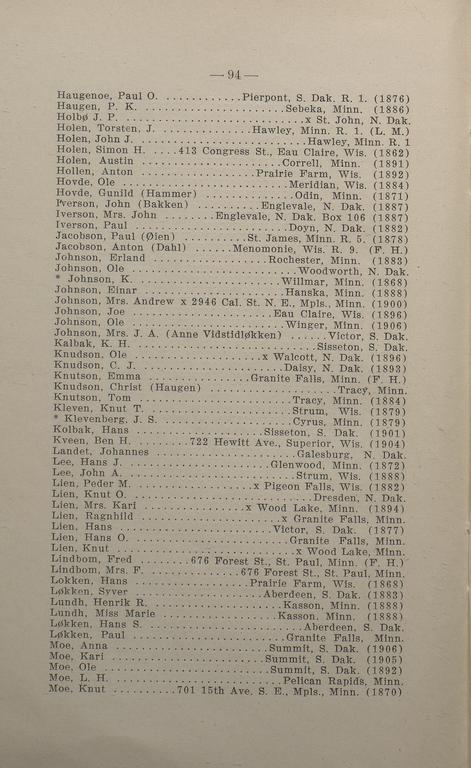 — 94 —
Haugenoe, Paul O. ............Pierpont, S. Dak. R. 1. (1876)
Haugen, P. K. ......................Sebeka, Minn. (1886)
Holbø J. P. ..............................x St. John, N. Dak.
Holen, Torsten, J. ..............Hawley, Minn. R. 1. (L. M.)
Holen, John J. ............................Hawley, Minn. R. 1
Holen, Simon H. ....413 Congress St., Eau Claire, Wis. (1862)
Holen, Austin .......................Correll, Minn. (1891)
Hollen, Anton .................Prairie Farm, Wis. (1892)
Hovde, Ole .........................Meridian, Wis. (1884)
Hovde, Gunild (Hammer) ..............Odin, Minn. (1871)
Iverson, John (Bakken) ..........Englevale, N. Dak. (1887)
Iverson, Mrs. John ........Englevale, N. Dak. Box 106 (1887)
Iverson, Paul .......................Doyn, N. Dak. (1882)
Jacobson, Paul (Øien) ..........St. James, Minn. R. 5. (1878)
Jacobson, Anton (Dahl) ......Menomonie, Wis. R. 9. (F. H.)
Johnson, Erland ...................Rochester, Minn. (1883)
Johnson, Ole ..........................Woodworth, N. Dak.
* Johnson, K. .......................Willmar, Minn. (1868)
Johnson, Einar .......................Hanska, Minn. (1888)
Johnson, Mrs. Andrew x 2946 Cal. St. N. E., Mpls., Minn. (1900)
Johnson, Joe .......................Eau Claire, Wis. (1896)
Johnson, Ole .........................Winger, Minn. (1906)
Johnson, Mrs. J. A. (Anne Vidstidløkken) ......Victor, S. Dak.
Kalbak, K. H. .............................Sisseton, S. Dak.
Knudson, Ole .....................x Walcott, N. Dak. (1896)
Knudson, C. J. .......................Daisy, N. Dak. (1893)
Knutson, Emma .................Granite Falls, Minn. (F. H.)
Knudson, Christ (Haugen) .....................Tracy, Minn.
Knutson, Tom .........................Tracy, Minn. (1884)
Kleven, Knut T. .......................Strum, Wis. (1879)
* Klevenberg, J. S. ....................Cyrus, Minn. (1879)
Kolbak, Hans .....................Sisseton, S. Dak. (1901)
Kveen, Ben H. .........722 Hewitt Ave., Superior, Wis. (1904)
Landet, Johannes .......................Galesburg, N. Dak.
Lee, Hans J. ......................Glenwood, Minn. (1872)
Lee, John A. ..........................Strum, Wis. (1888)
Lien, Peder M. ...................x Pigeon Falls, Wis. (1882)
Lien, Knut O. .............................Dresden, N. Dak.
Lien, Mrs. Kari ..................x Wood Lake, Minn. (1894)
Lien, Ragnhild ........................x Granite Falls, Minn.
Lien, Hans ..........................Victor, S. Dak. (1877)
Lien, Hans O. .........................Granite Falls, Minn.
Lien, Knut .............................x Wood Lake, Minn.
Lindbom, Fred ........676 Forest St., St. Paul, Minn. (F. H.)
Lindbom, Mrs. F. ..............676 Forest St., St. Paul, Minn.
Lokken, Hans ..................Prairie Farm, Wis. (1868)
Løkken, Syver ....................Aberdeen, S. Dak. (1883)
Lundh, Henrik R. ....................Kasson, Minn. (1888)
Lundh, Miss Marie ..................Kasson, Minn. (1888)
Løkken, Hans S. ........................Aberdeen, S. Dak.
Løkken, Paul .........................Granite Falls, Minn.
Moe, Anna .......................Summit, S. Dak. (1906)
Moe, Kari ........................Summit, S. Dak. (1905)
Moe, Ole .........................Summit, S. Dak. (1892)
Moe, L. H. ...........................Pelican Rapids, Minn.
Moe, Knut ..........701 15th Ave. S. E., Mpls., Minn. (1870)